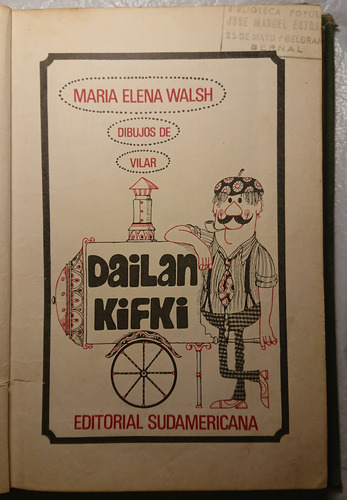 BIBLIOTECA POPULAR
JOSE MANUEL ESTRADA
25 DE MAYO Y BELGRANO
BERNAL
MARIA ELENA WALSH
DIBUJOS DE
VILAR
DaiLan
KiFKi
EDITORIAL SUDAMERICANA